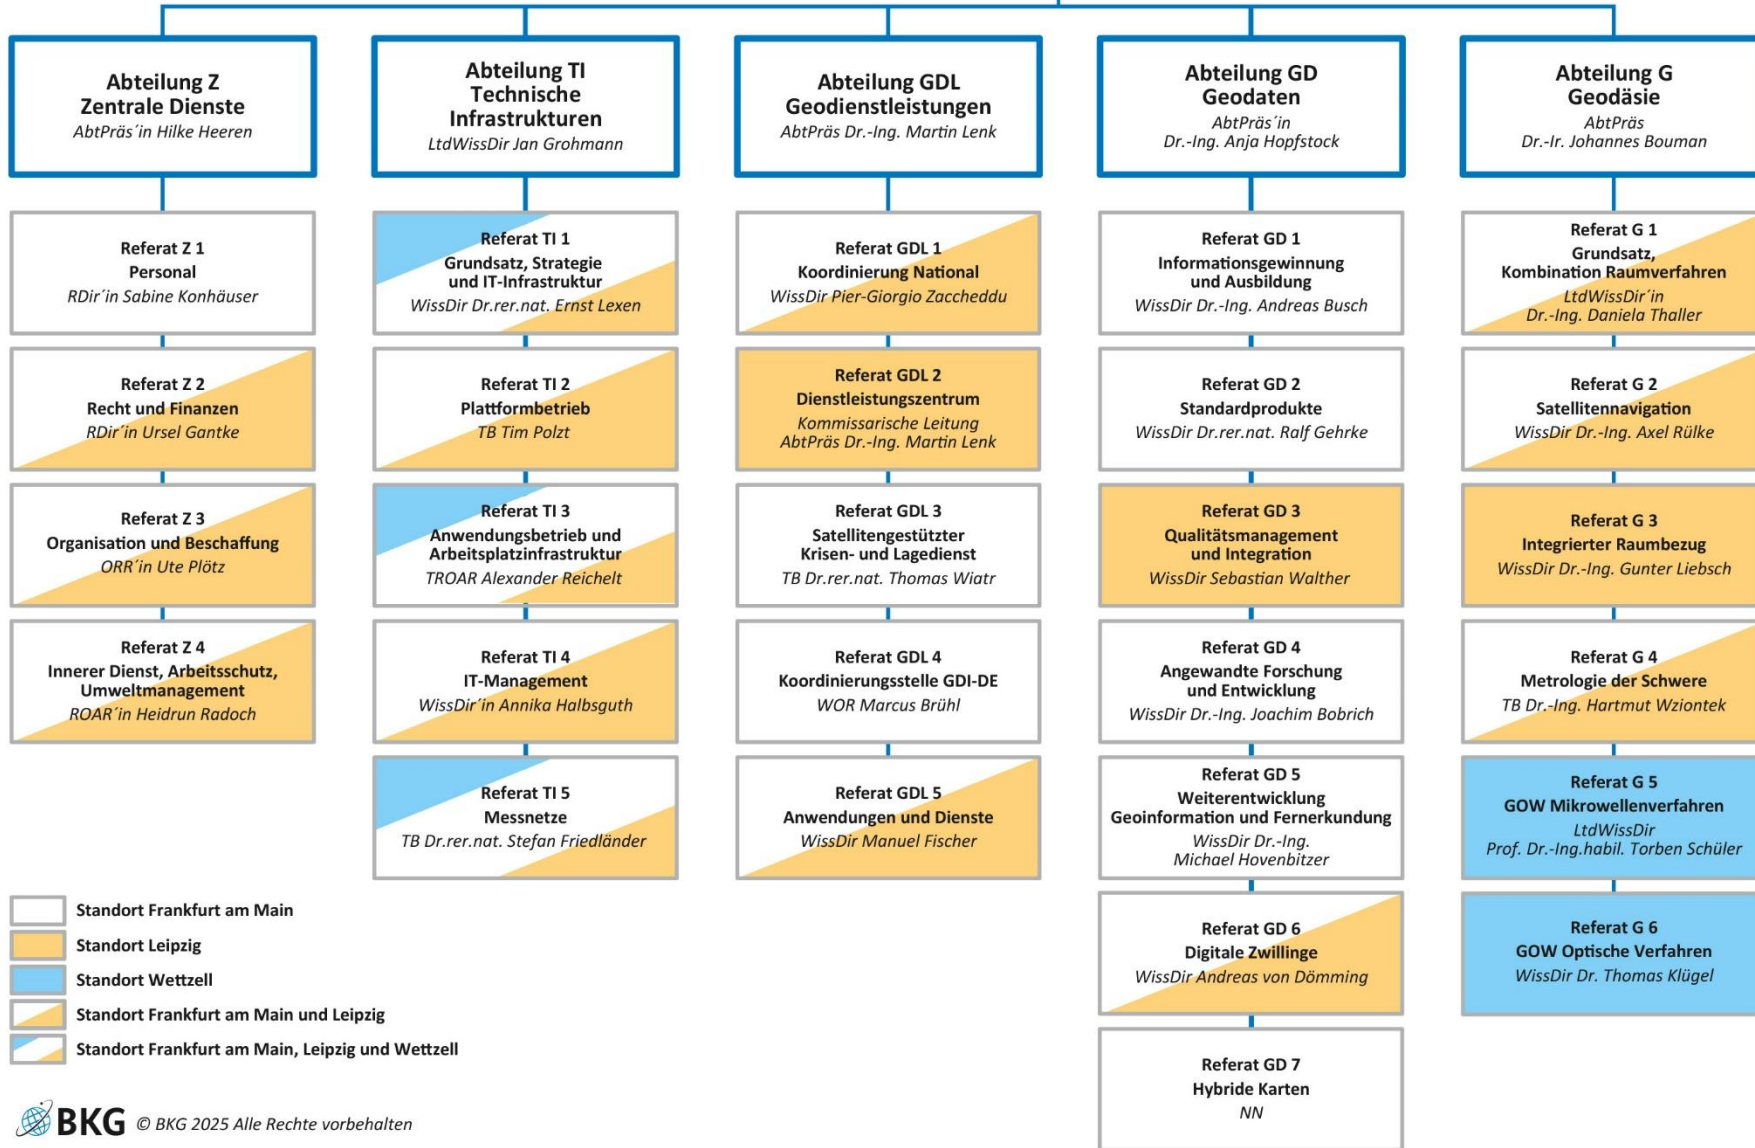 Abteilung Z
Zentrale Dienste
AbtPräs´in Hilke Heeren
Abteilung TI
Technische
Infrastrukturen
LtdWissDir Jan Grohmann
Abteilung GDL
Geodienstleistungen
AbtPräs Dr.-Ing. Martin Lenk
Abteilung GD
Geodaten
AbtPräs´in
Dr.-Ing. Anja Hopfstock
Abteilung G
Geodäsie
AbtPräs
Dr.-Ir. Johannes Bouman
Referat Z 1
Personal
RDir´in Sabine Konhäuser
Referat Z 2
Recht und Finanzen
RDir´in Ursel Gantke
Referat Z 3
Organisation und Beschaffung
ORR´in Ute Plötz
Referat Z 4
Innerer Dienst, Arbeitsschutz,
Umweltmanagement
ROAR´in Heidrun Radoch
Referat TI 1
Grundsatz, Strategie
und IT-Infrastruktur
WissDir Dr.rer.nat. Ernst Lexen
Referat TI 2
Plattformbetrieb
TB Tim Polzt
Referat TI 3
Anwendungsbetrieb und
Arbeitsplatzinfrastruktur
TROAR Alexander Reichelt
Referat TI 4
IT-Management
WissDir´in Annika Halbsguth
Referat TI 5
Messnetze
TB Dr.rer.nat. Stefan Friedländer
Referat GDL 1
Koordinierung National
WissDir Pier-Giorgio Zaccheddu
Referat GDL 2
Dienstleistungszentrum
Kommissarische Leitung
AbtPräs Dr.-Ing. Martin Lenk
Referat GDL 3
Satellitengestützter
Krisen- und Lagedienst
TB Dr.rer.nat. Thomas Wiatr
Referat GDL 4
Koordinierungsstelle GDI-DE
WOR Marcus Brühl
Referat GDL 5
Anwendungen und Dienste
WissDir Manuel Fischer
Referat GD 1
Informationsgewinnung
und Ausbildung
WissDir Dr.-Ing. Andreas Busch
Referat GD 2
Standardprodukte
WissDir Dr.rer.nat. Ralf Gehrke
Referat GD 3
Qualitätsmanagement
und Integration
WissDir Sebastian Walther
Referat GD 4
Angewandte Forschung
und Entwicklung
WissDir Dr.-Ing. Joachim Bobrich
Referat GD 5
Weiterentwicklung
Geoinformation und Fernerkundung
WissDir Dr.-Ing.
Michael Hovenbitzer
Referat GD 6
Digitale Zwillinge
WissDir Andreas von Dömming
Referat GD 7
Hybride Karten
NN
Referat G 1
Grundsatz,
Kombination Raumverfahren
LtdWissDir´in
Dr.-Ing. Daniela Thaller
Referat G 2
Satellitennavigation
WissDir Dr.-Ing. Axel Rülke
Referat G 3
Integrierter Raumbezug
WissDir Dr.-Ing. Gunter Liebsch
Referat G 4
Metrologie der Schwere
TB Dr.-Ing. Hartmut Wziontek
Referat G 5
GOW Mikrowellenverfahren
LtdWissDir
Prof. Dr.-Ing.habil. Torben Schüler
Referat G 6
GOW Optische Verfahren
WissDir Dr. Thomas Klügel
Standort Frankfurt am Main
Standort Leipzig
Standort Wettzell
Standort Frankfurt am Main und Leipzig
Standort Frankfurt am Main, Leipzig und Wettzell
BKG © BKG 2025 Alle Rechte vorbehalten